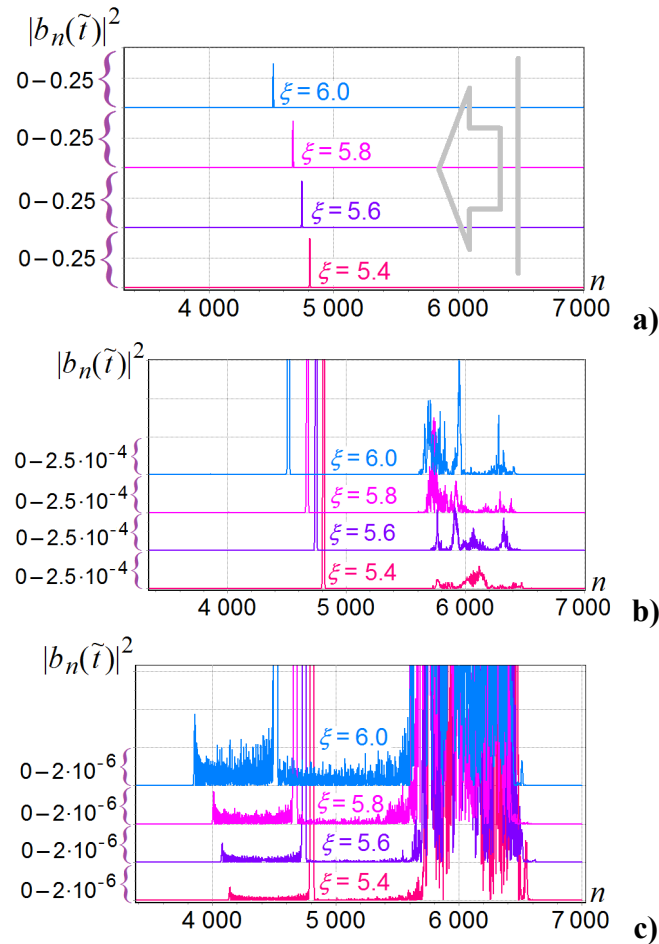 |b_n(t̃)|²
0–0.25 { ξ = 6.0
0–0.25 { ξ = 5.8
0–0.25 { ξ = 5.6
0–0.25 { ξ = 5.4
n
4 000 5 000 6 000 7 000
a)
|b_n(t̃)|²
0–2.5·10⁻⁴ { ξ = 6.0
0–2.5·10⁻⁴ { ξ = 5.8
0–2.5·10⁻⁴ { ξ = 5.6
0–2.5·10⁻⁴ { ξ = 5.4
n
4 000 5 000 6 000 7 000
b)
|b_n(t̃)|²
0–2·10⁻⁶ { ξ = 6.0
0–2·10⁻⁶ { ξ = 5.8
0–2·10⁻⁶ { ξ = 5.6
0–2·10⁻⁶ { ξ = 5.4
n
4 000 5 000 6 000 7 000
c)